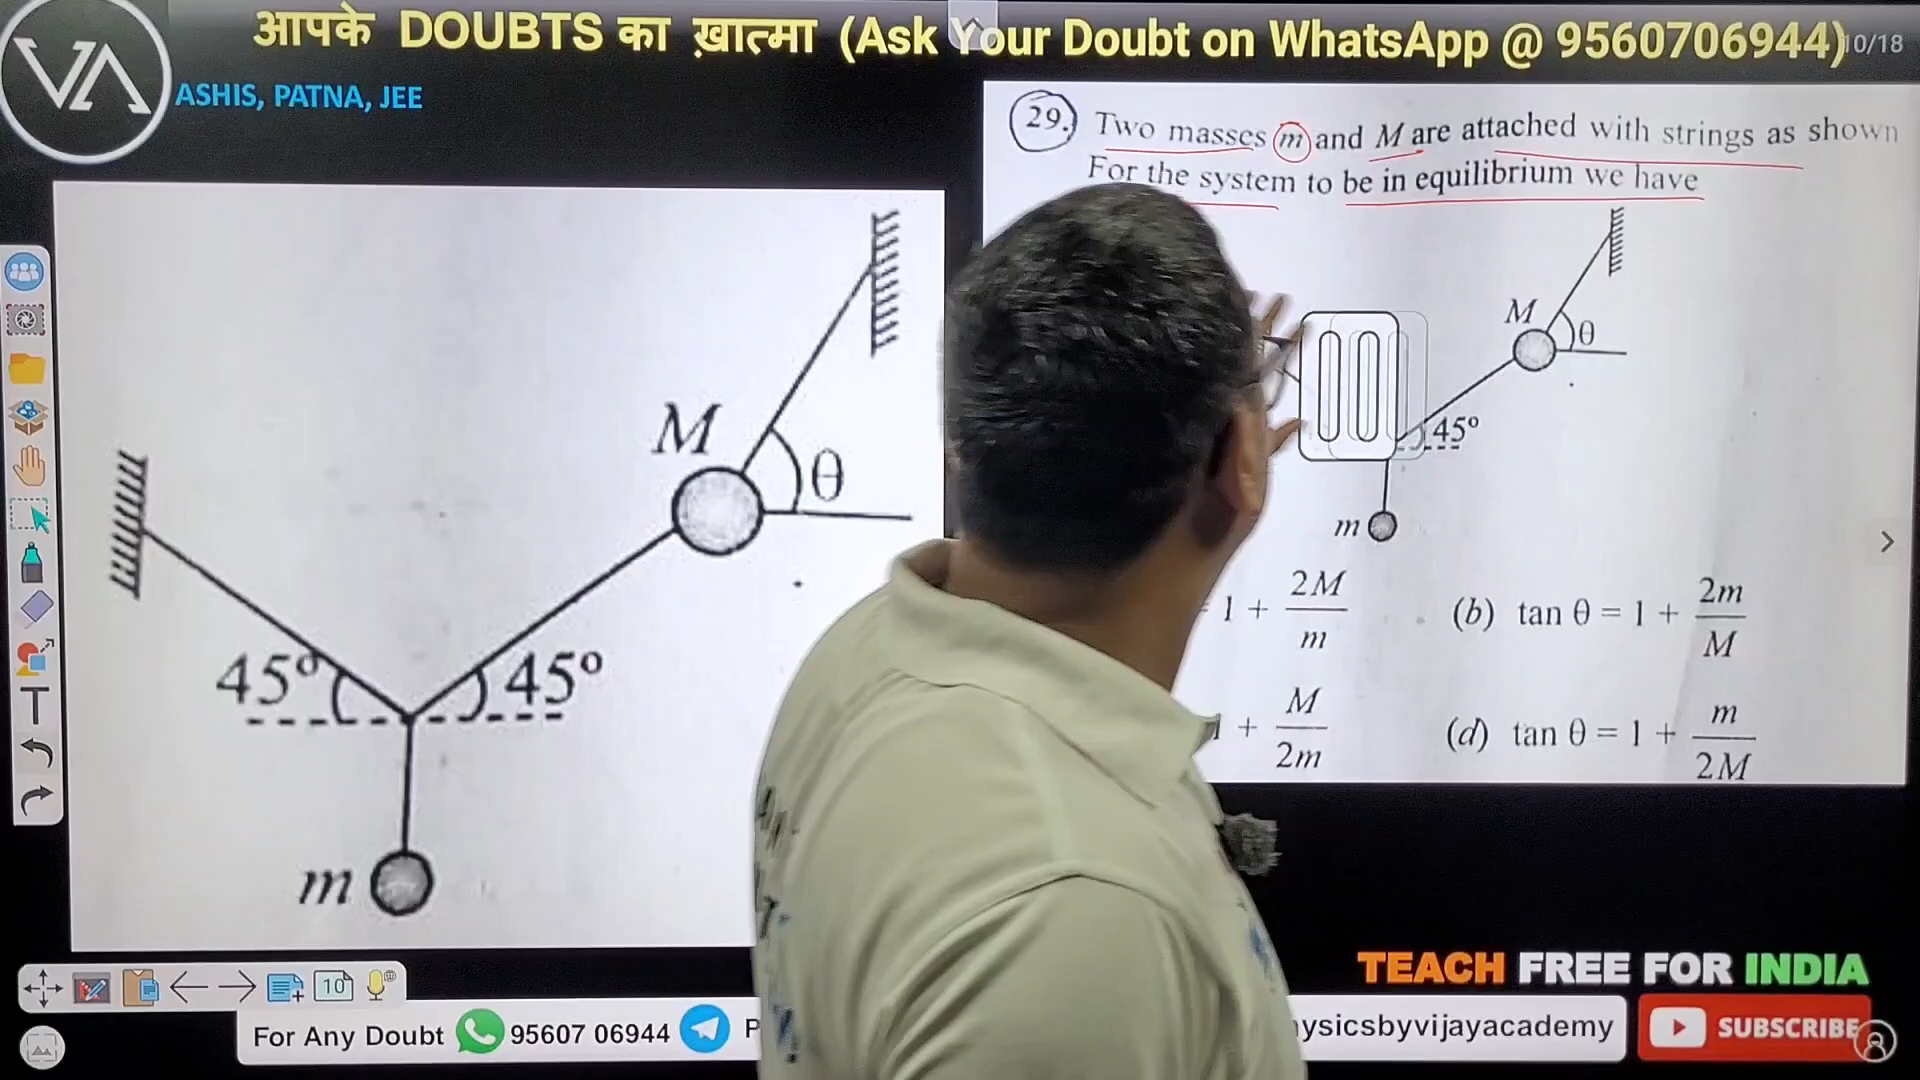 आपके DOUBTS का ख़ात्मा (Ask Your Doubt on WhatsApp @ 9560706944)
10/18
VA
ASHIS, PATNA, JEE
29. Two masses m and M are attached with strings as shown
For the system to be in equilibrium we have
M
θ
45°
45°
m
M
θ
45°
m
1 + 2M/m
(b) tan θ = 1 + 2m/M
1 + M/2m
(d) tan θ = 1 + m/2M
T
10
TEACH FREE FOR INDIA
For Any Doubt 95607 06944 P
ysicsbyvijayacademy
SUBSCRIBE